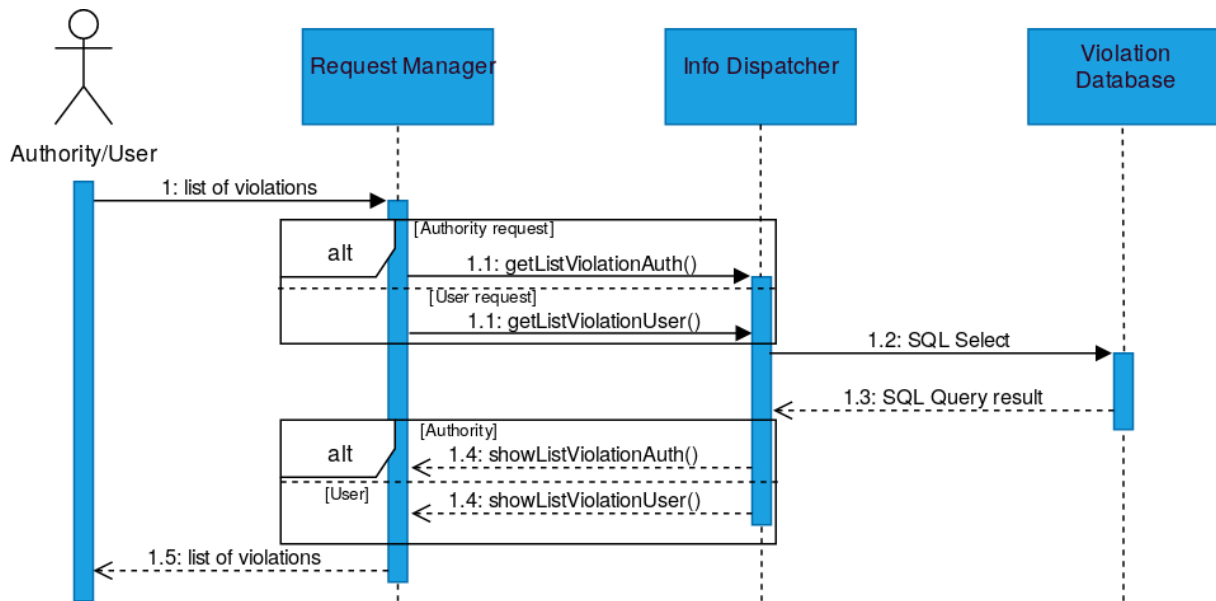 Request Manager
Info Dispatcher
Violation
Database
Authority/User
1: list of violations
[Authority request]
alt
1.1: getListViolationAuth()
[User request]
1.1: getListViolationUser()
1.2: SQL Select
1.3: SQL Query result
[Authority]
alt
1.4: showListViolationAuth()
[User]
1.4: showListViolationUser()
1.5: list of violations